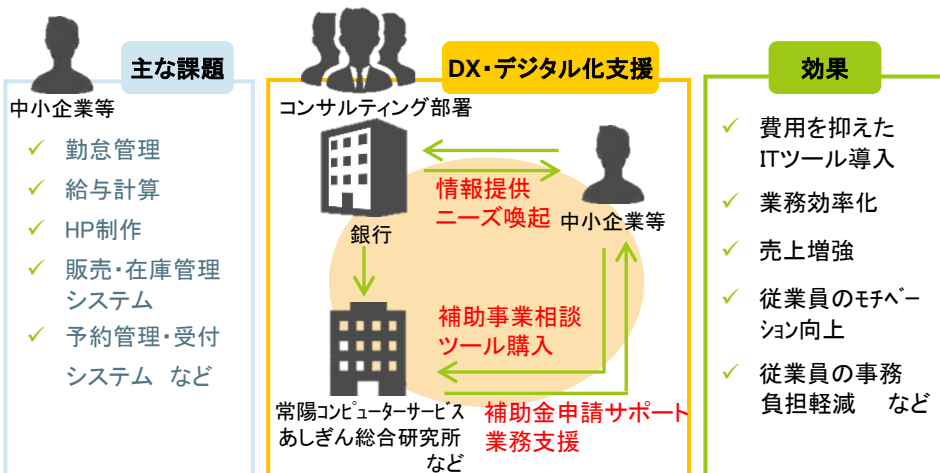 主な課題
中小企業等
✓ 勤怠管理
✓ 給与計算
✓ HP制作
✓ 販売・在庫管理
システム
✓ 予約管理・受付
システム など
DX・デジタル化支援
コンサルティング部署
銀行
情報提供
ニーズ喚起
中小企業等
補助事業相談
ツール購入
常陽ｺﾝﾋﾟｭｰﾀｰサービス
あしぎん総合研究所
など
補助金申請サポート
業務支援
効果
✓ 費用を抑えた
ITツール導入
✓ 業務効率化
✓ 売上増強
✓ 従業員のﾓﾁﾍﾞｰ
ｼｮﾝ向上
✓ 従業員の事務
負担軽減 など